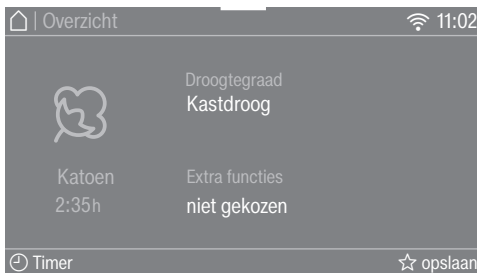 | Overzicht 11:02
Droogtegraad
Kastdroog
Katoen
2:35h
Extra functies
niet gekozen
Timer
opslaan